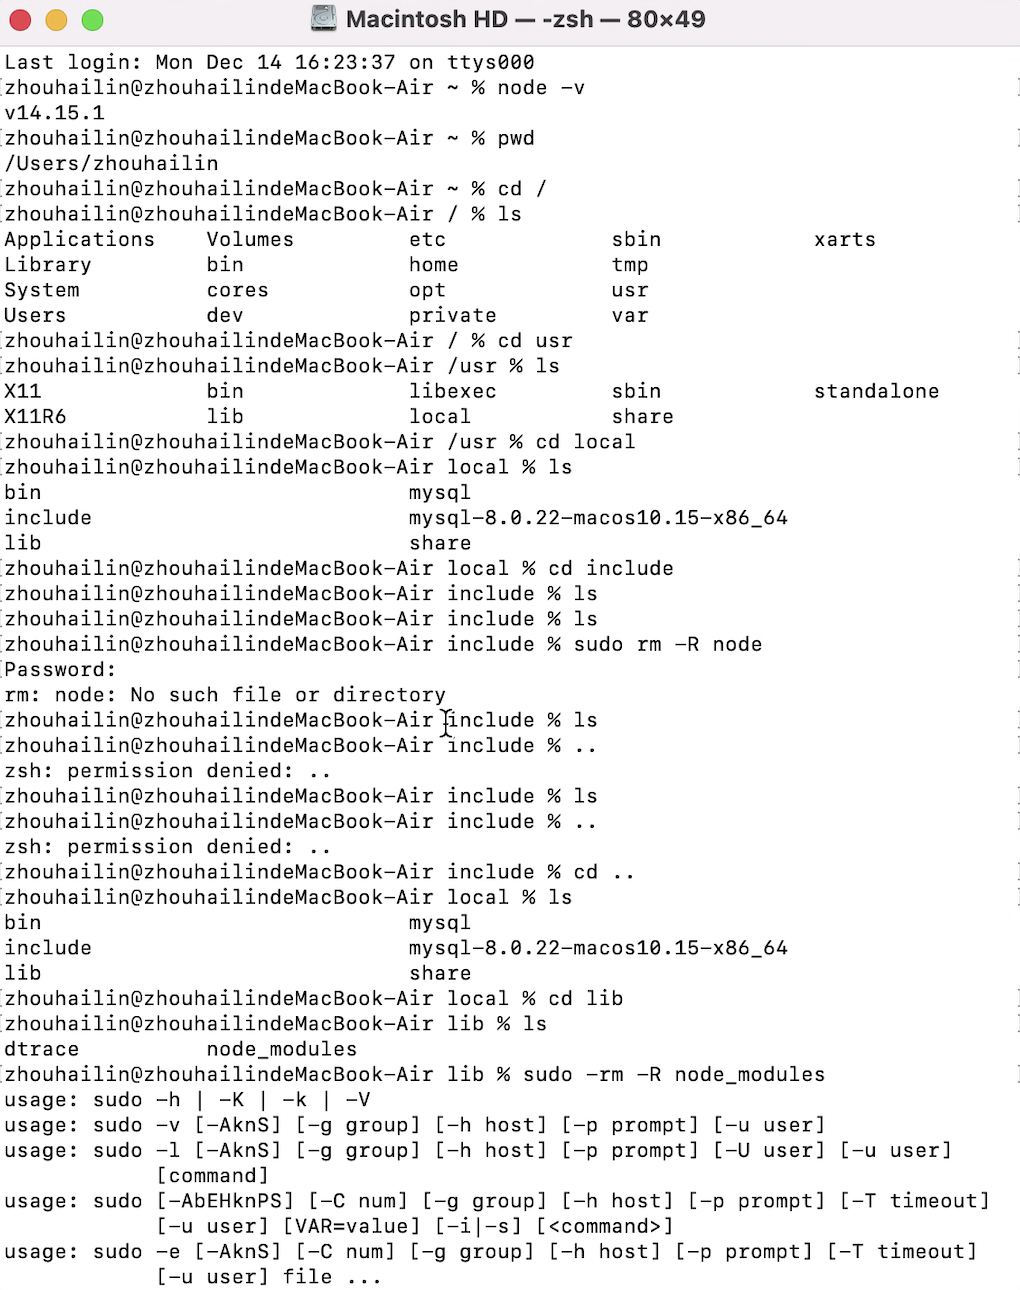 Macintosh HD — -zsh — 80×49
Last login: Mon Dec 14 16:23:37 on ttys000
[zhouhailin@zhouhailindeMacBook-Air ~ % node -v ]
v14.15.1
[zhouhailin@zhouhailindeMacBook-Air ~ % pwd ]
/Users/zhouhailin
[zhouhailin@zhouhailindeMacBook-Air ~ % cd / ]
[zhouhailin@zhouhailindeMacBook-Air / % ls ]
Applications Volumes etc sbin xarts
Library bin home tmp
System cores opt usr
Users dev private var
[zhouhailin@zhouhailindeMacBook-Air / % cd usr ]
[zhouhailin@zhouhailindeMacBook-Air /usr % ls ]
X11 bin libexec sbin standalone
X11R6 lib local share
[zhouhailin@zhouhailindeMacBook-Air /usr % cd local ]
[zhouhailin@zhouhailindeMacBook-Air local % ls ]
bin mysql
include mysql-8.0.22-macos10.15-x86_64
lib share
[zhouhailin@zhouhailindeMacBook-Air local % cd include ]
[zhouhailin@zhouhailindeMacBook-Air include % ls ]
[zhouhailin@zhouhailindeMacBook-Air include % ls ]
[zhouhailin@zhouhailindeMacBook-Air include % sudo rm -R node ]
[Password: ]
rm: node: No such file or directory
[zhouhailin@zhouhailindeMacBook-Air include % ls ]
[zhouhailin@zhouhailindeMacBook-Air include % .. ]
zsh: permission denied: ..
[zhouhailin@zhouhailindeMacBook-Air include % ls ]
[zhouhailin@zhouhailindeMacBook-Air include % .. ]
zsh: permission denied: ..
[zhouhailin@zhouhailindeMacBook-Air include % cd .. ]
[zhouhailin@zhouhailindeMacBook-Air local % ls ]
bin mysql
include mysql-8.0.22-macos10.15-x86_64
lib share
[zhouhailin@zhouhailindeMacBook-Air local % cd lib ]
[zhouhailin@zhouhailindeMacBook-Air lib % ls ]
dtrace node_modules
[zhouhailin@zhouhailindeMacBook-Air lib % sudo -rm -R node_modules ]
usage: sudo -h | -K | -k | -V
usage: sudo -v [-AknS] [-g group] [-h host] [-p prompt] [-u user]
usage: sudo -l [-AknS] [-g group] [-h host] [-p prompt] [-U user] [-u user]
[command]
usage: sudo [-AbEHknPS] [-C num] [-g group] [-h host] [-p prompt] [-T timeout]
[-u user] [VAR=value] [-i|-s] [<command>]
usage: sudo -e [-AknS] [-C num] [-g group] [-h host] [-p prompt] [-T timeout]
[-u user] file ...